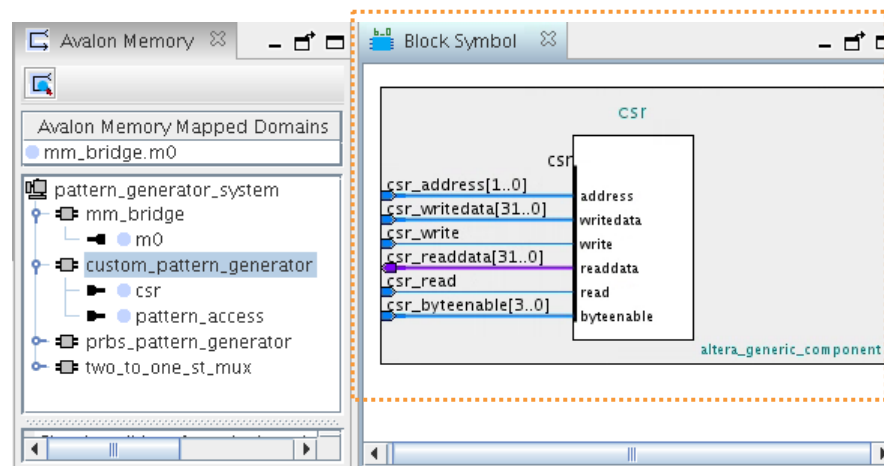 Avalon Memory
Avalon Memory Mapped Domains
mm_bridge.m0
pattern_generator_system
mm_bridge
m0
custom_pattern_generator
csr
pattern_access
prbs_pattern_generator
two_to_one_st_mux
Block Symbol
csr
csr
csr_address[1..0]
address
csr_writedata[31..0]
writedata
csr_write
write
csr_readdata[31..0]
readdata
csr_read
read
csr_byteenable[3..0]
byteenable
altera_generic_component